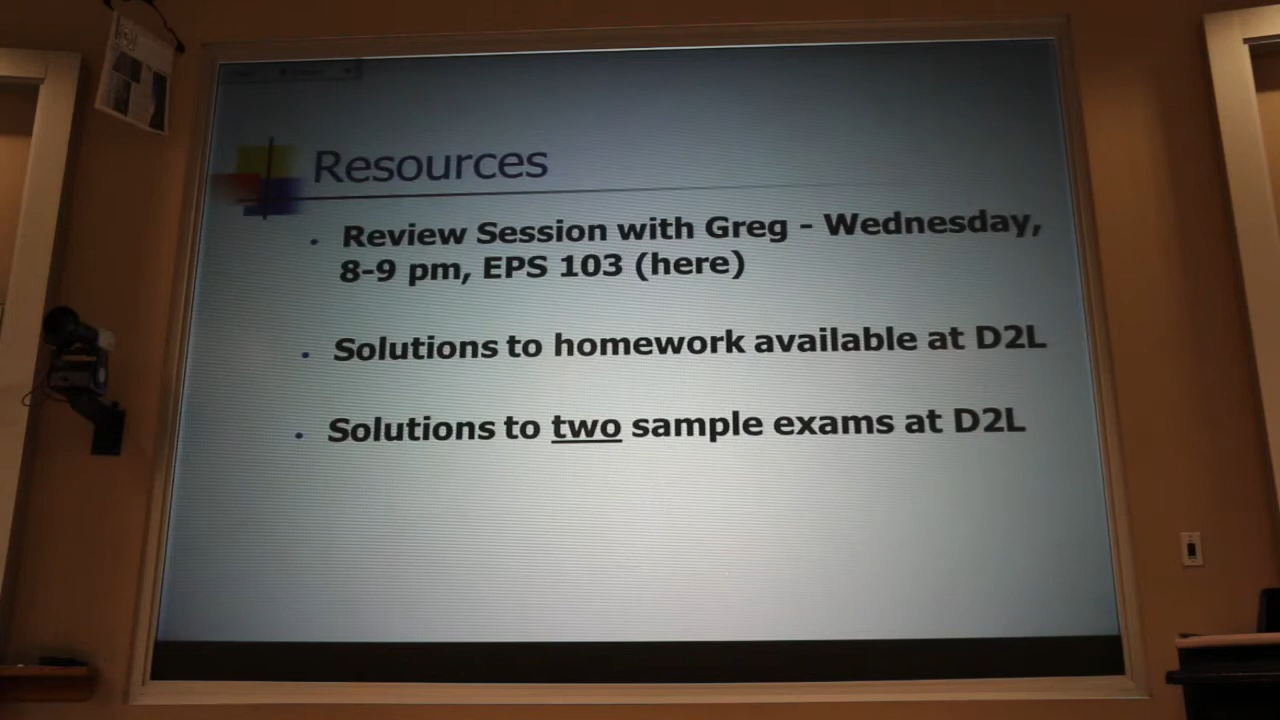 Resources
Review Session with Greg - Wednesday,
8-9 pm, EPS 103 (here)
Solutions to homework available at D2L
Solutions to two sample exams at D2L